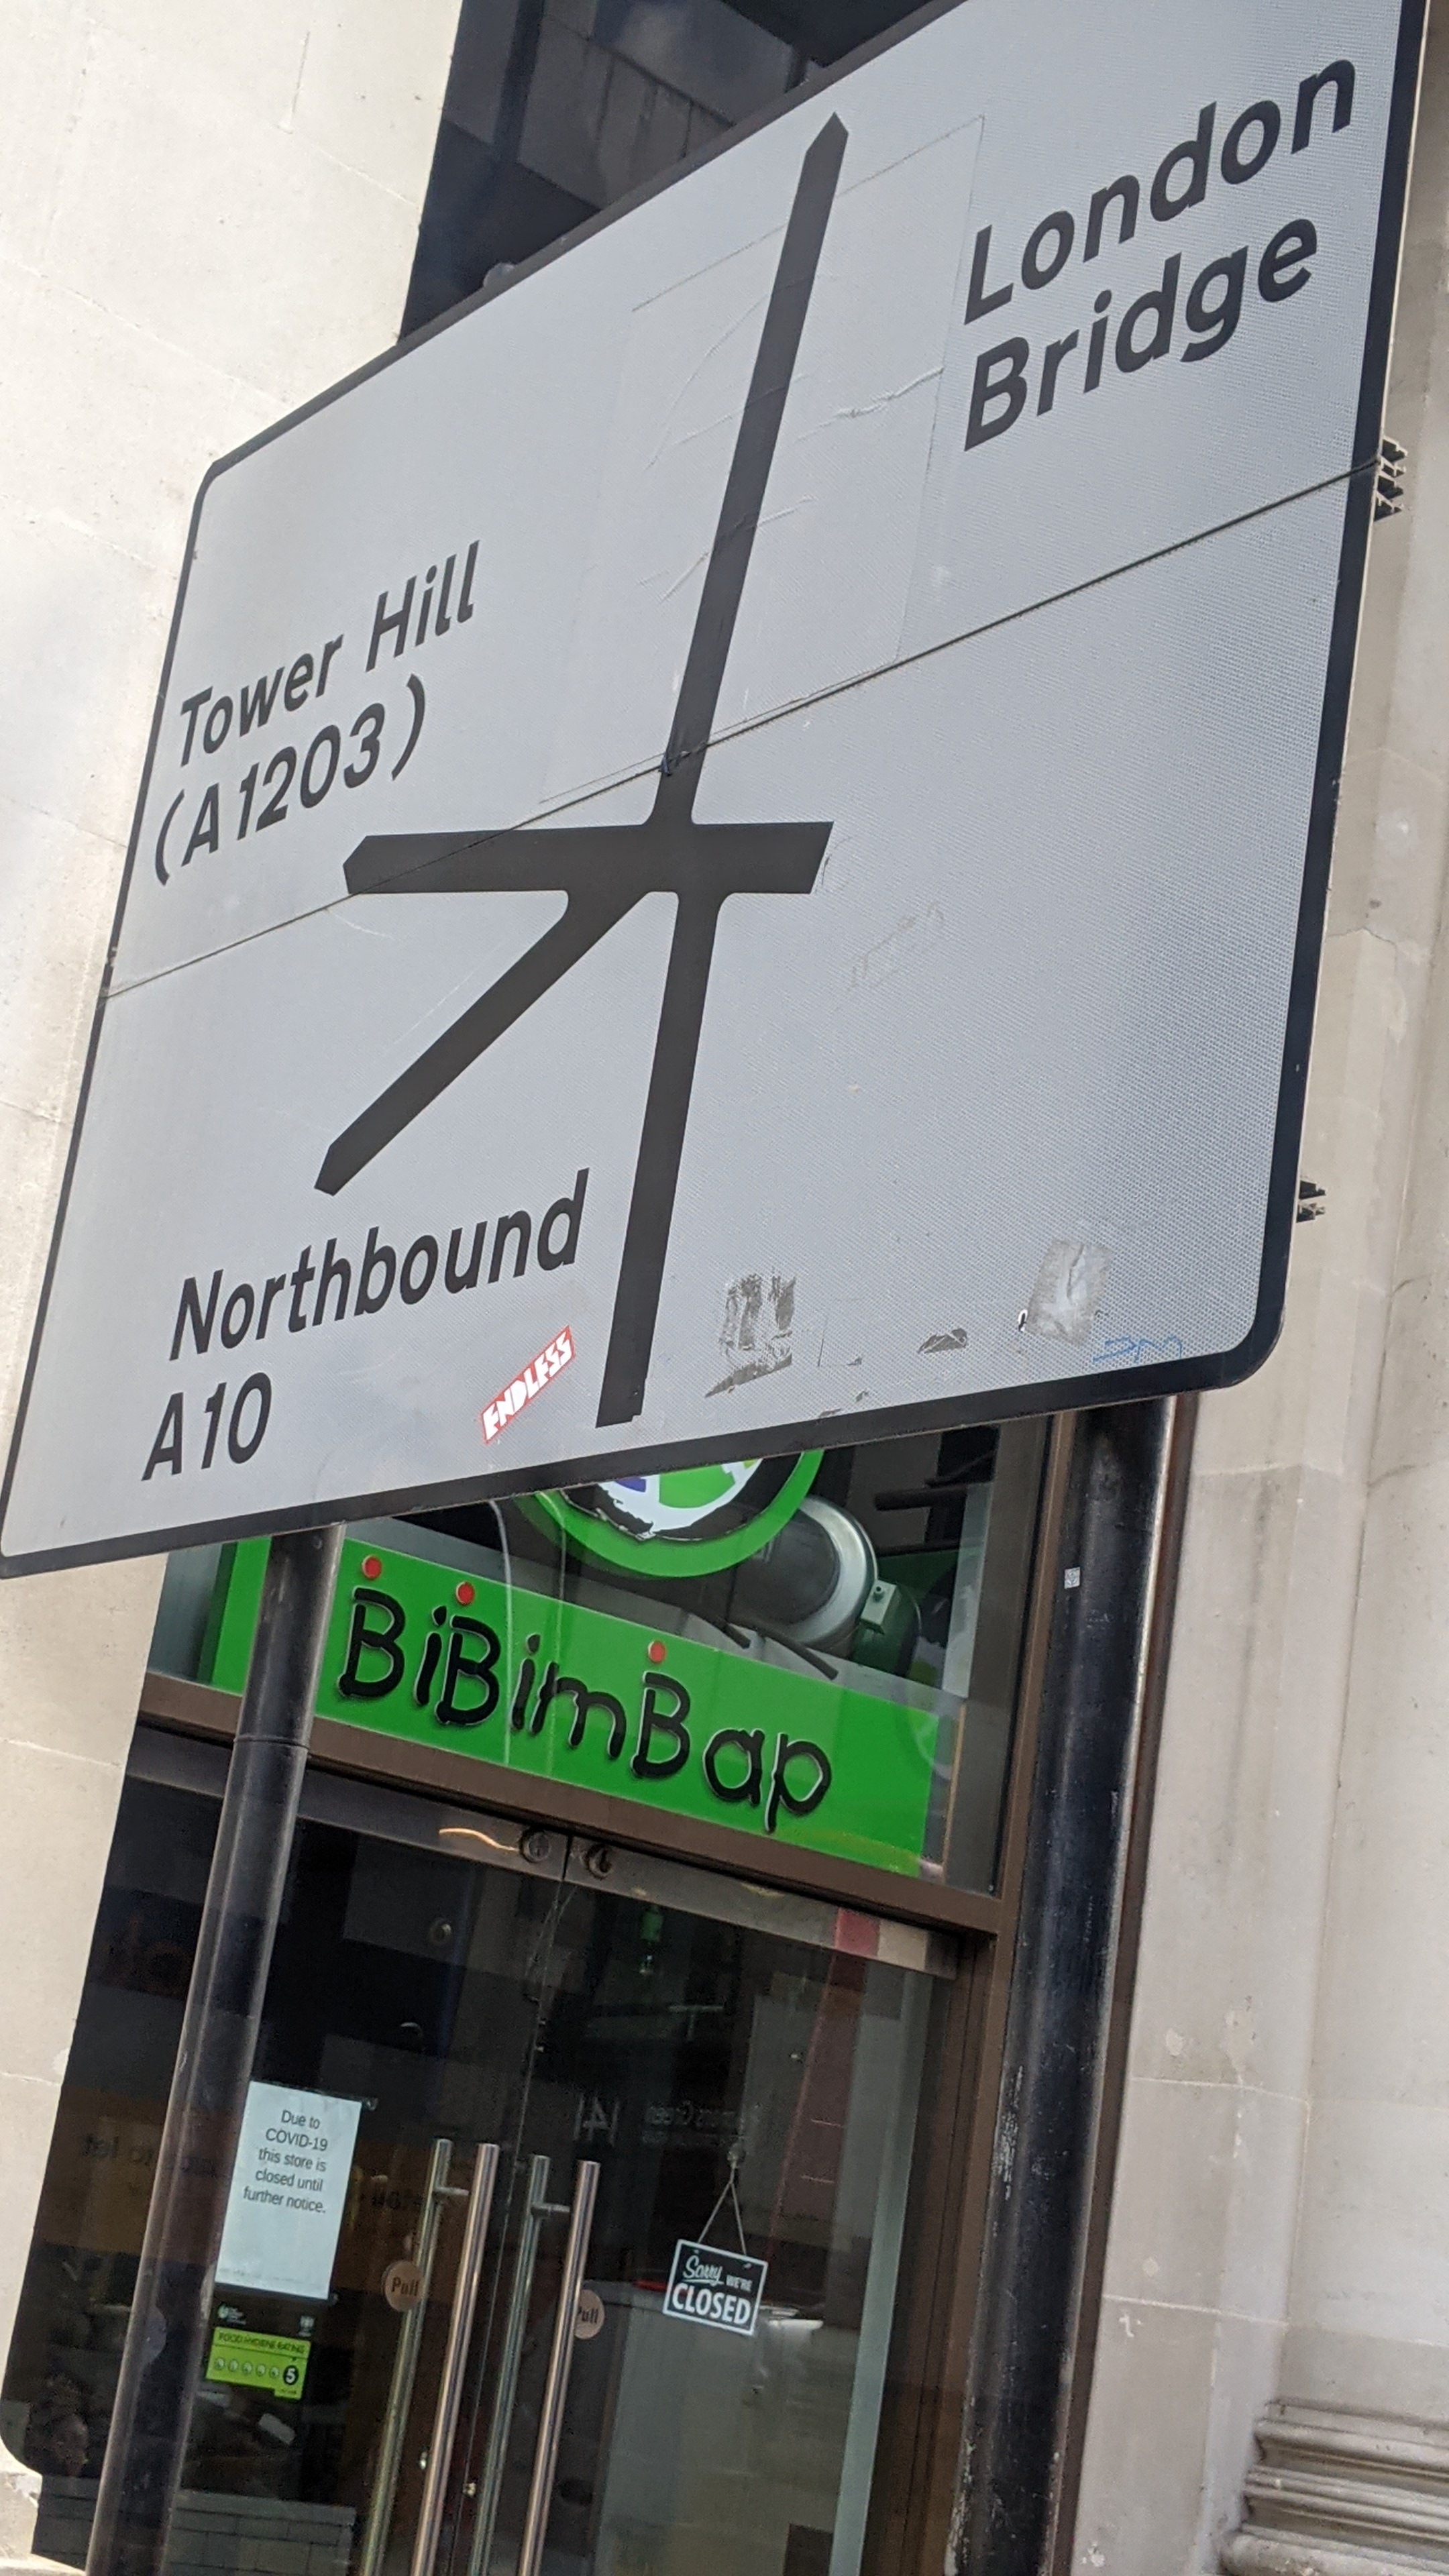 London
Bridge
Tower Hill
(A1203)
Northbound
A10
ENDLESS
BiBimBap
Due to
COVID-19
this store is
closed until
further notice.
Pull
Pull
Sorry WE'RE
CLOSED
FOOD HYGIENE RATING
5